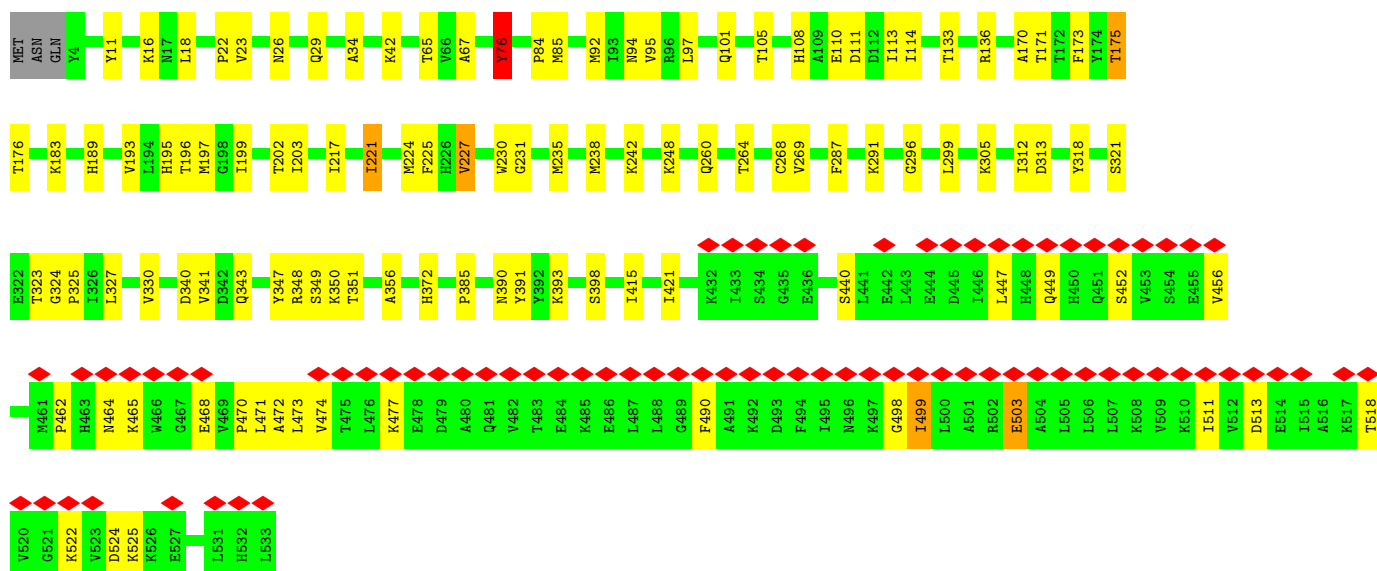 MET ASN GLN Y4 Y11 K16 N17 L18 P22 V23 N26 Q29 A34 K42 T65 V66 A67 Y76 P84 M85 M92 I93 N94 V95 R96 L97 Q101 T105 H108 A109 E110 D111 D112 I113 I114 T133 R136 A170 T171 T172 F173 Y174 T175
T176 K183 H189 V193 L194 H195 T196 M197 G198 I199 T202 I203 I217 I221 M224 F225 H226 V227 W230 G231 M235 M238 K242 K248 Q260 T264 C268 V269 F287 K291 G296 L299 K305 I312 D313 Y318 S321
E322 T323 G324 P325 I326 L327 V330 D340 V341 D342 Q343 Y347 R348 S349 K350 T351 A356 H372 P385 N390 Y391 Y392 K393 S398 I415 I421 K432 I433 S434 G435 E436 S440 L441 E442 L443 E444 D445 I446 L447 H448 Q449 H450 Q451 S452 V453 S454 E455 V456
M461 P462 H463 N464 K465 W466 G467 E468 V469 P470 L471 A472 L473 V474 T475 L476 K477 E478 D479 A480 Q481 V482 T483 E484 K485 E486 L487 L488 G489 F490 A491 K492 D493 F494 I495 N496 K497 G498 I499 L500 A501 R502 E503 A504 L505 L506 L507 K508 V509 K510 I511 V512 D513 E514 I515 A516 K517 T518
V520 G521 K522 V523 D524 K525 K526 E527 L531 H532 L533